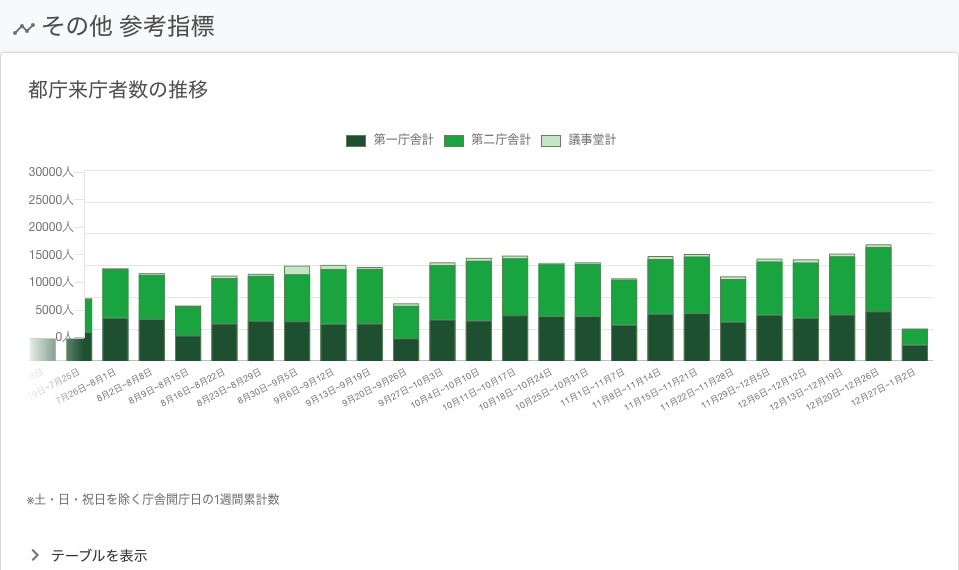 その他 参考指標
都庁来庁者数の推移
第一庁舎計 第二庁舎計 議事堂計
30000人
25000人
20000人
15000人
10000人
5000人
0人
7月26日~8月1日
8月2日~8月8日
8月9日~8月15日
8月16日~8月22日
8月23日~8月29日
8月30日~9月5日
9月6日~9月12日
9月13日~9月19日
9月20日~9月26日
9月27日~10月3日
10月4日~10月10日
10月11日~10月17日
10月18日~10月24日
10月25日~10月31日
11月1日~11月7日
11月8日~11月14日
11月15日~11月21日
11月22日~11月28日
11月29日~12月5日
12月6日~12月12日
12月13日~12月19日
12月20日~12月26日
12月27日~1月2日
※土・日・祝日を除く庁舎開庁日の1週間累計数
テーブルを表示